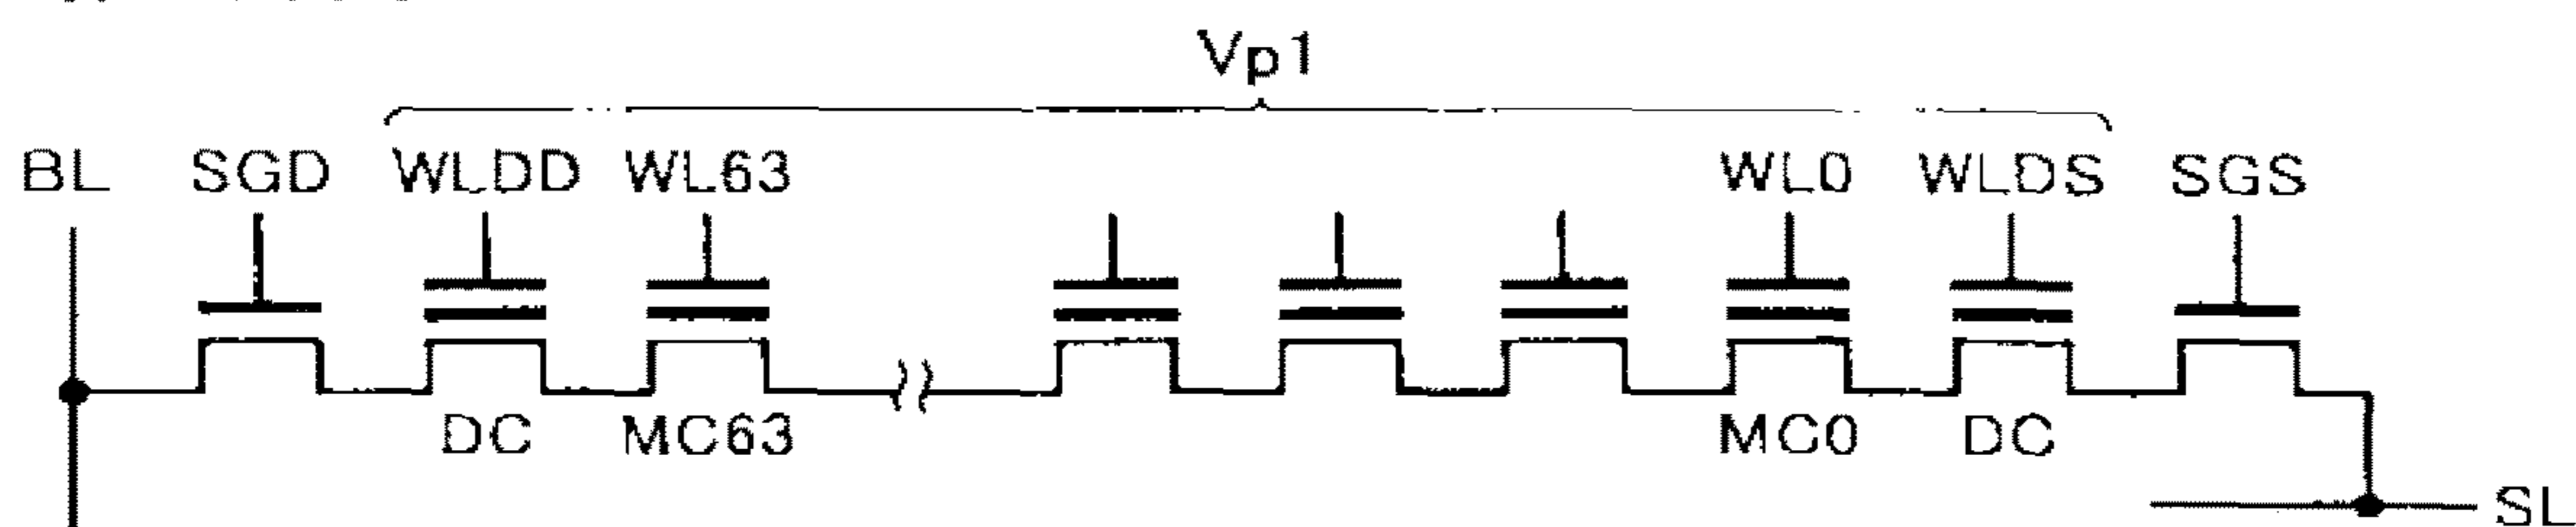 Vp1
BL SGD WLDD WL63 WL0 WLDS SGS
DC MC63 MC0 DC
SL